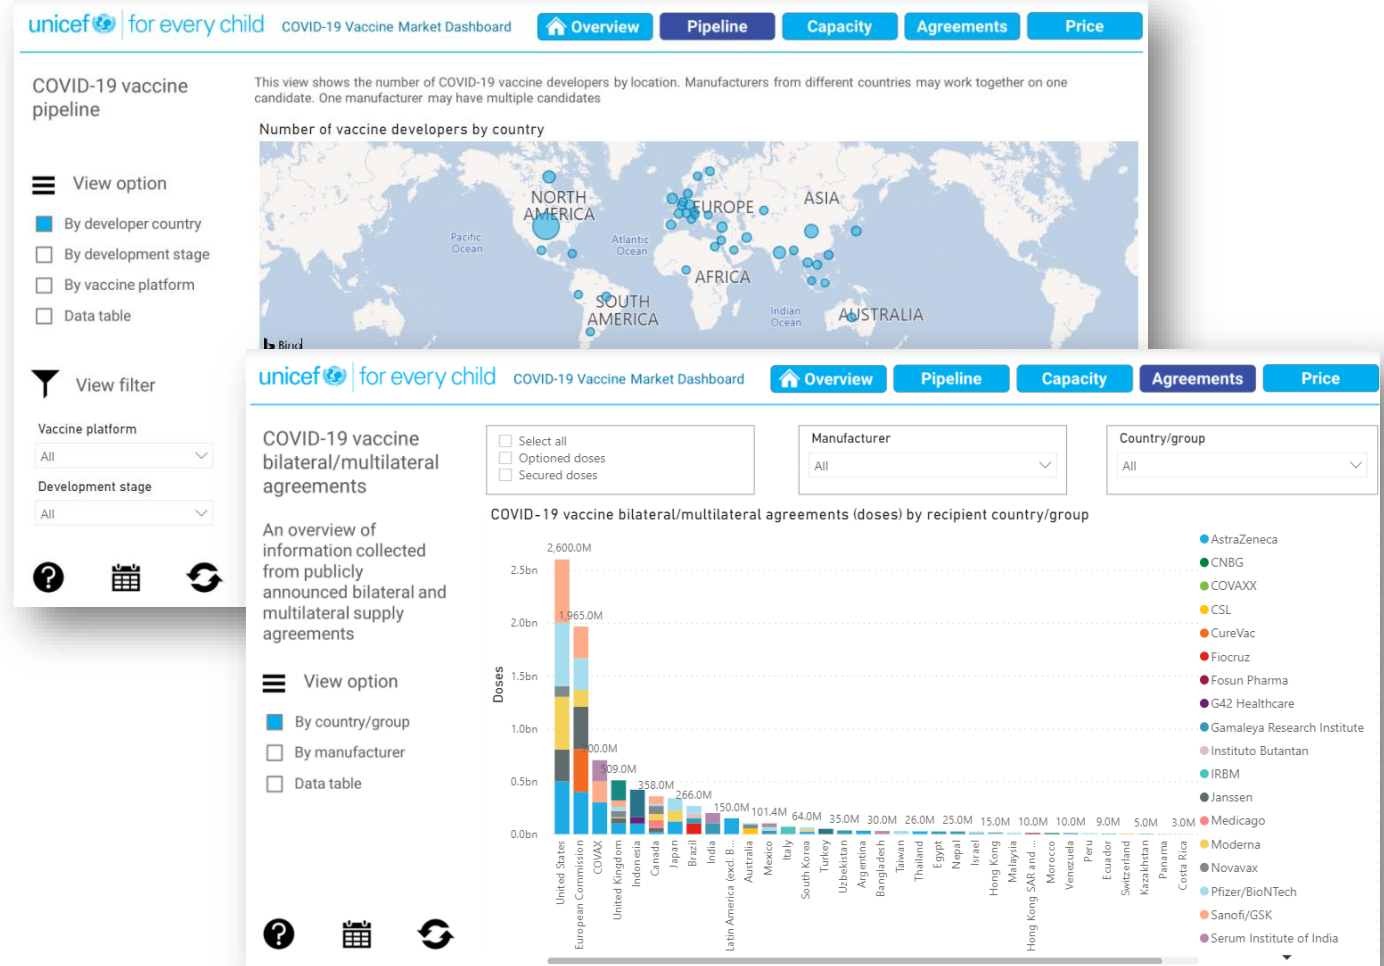 unicef for every child COVID-19 Vaccine Market Dashboard Overview Pipeline Capacity Agreements Price
COVID-19 vaccine
pipeline
This view shows the number of COVID-19 vaccine developers by location. Manufacturers from different countries may work together on one
candidate. One manufacturer may have multiple candidates
Number of vaccine developers by country
View option
By developer country
By development stage
By vaccine platform
Data table
NORTH
AMERICA
EUROPE
ASIA
Pacific
Ocean
Atlantic
Ocean
AFRICA
SOUTH
AMERICA
Indian
Ocean
AUSTRALIA
Bing
View filter
Vaccine platform
All
Development stage
All
unicef for every child COVID-19 Vaccine Market Dashboard Overview Pipeline Capacity Agreements Price
COVID-19 vaccine
bilateral/multilateral
agreements
An overview of
information collected
from publicly
announced bilateral and
multilateral supply
agreements
View option
By country/group
By manufacturer
Data table
Select all
Optioned doses
Secured doses
Manufacturer
All
Country/group
All
COVID-19 vaccine bilateral/multilateral agreements (doses) by recipient country/group
Doses
2.5bn
2.0bn
1.5bn
1.0bn
0.5bn
0.0bn
2,600.0M
1,965.0M
00.0M
509.0M
358.0M
266.0M
150.0M
101.4M
64.0M
35.0M
30.0M
26.0M
25.0M
15.0M
10.0M
10.0M
9.0M
5.0M
3.0M
United States
European Commission
COVAX
United Kingdom
Indonesia
Canada
Japan
Brazil
India
Latin America (excl. B...
Australia
Mexico
Italy
South Korea
Turkey
Uzbekistan
Argentina
Bangladesh
Taiwan
Thailand
Egypt
Nepal
Israel
Hong Kong
Malaysia
Hong Kong SAR and ...
Morocco
Venezuela
Peru
Ecuador
Switzerland
Kazakhstan
Panama
Costa Rica
AstraZeneca
CNBG
COVAXX
CSL
CureVac
Fiocruz
Fosun Pharma
G42 Healthcare
Gamaleya Research Institute
Instituto Butantan
IRBM
Janssen
Medicago
Moderna
Novavax
Pfizer/BioNTech
Sanofi/GSK
Serum Institute of India